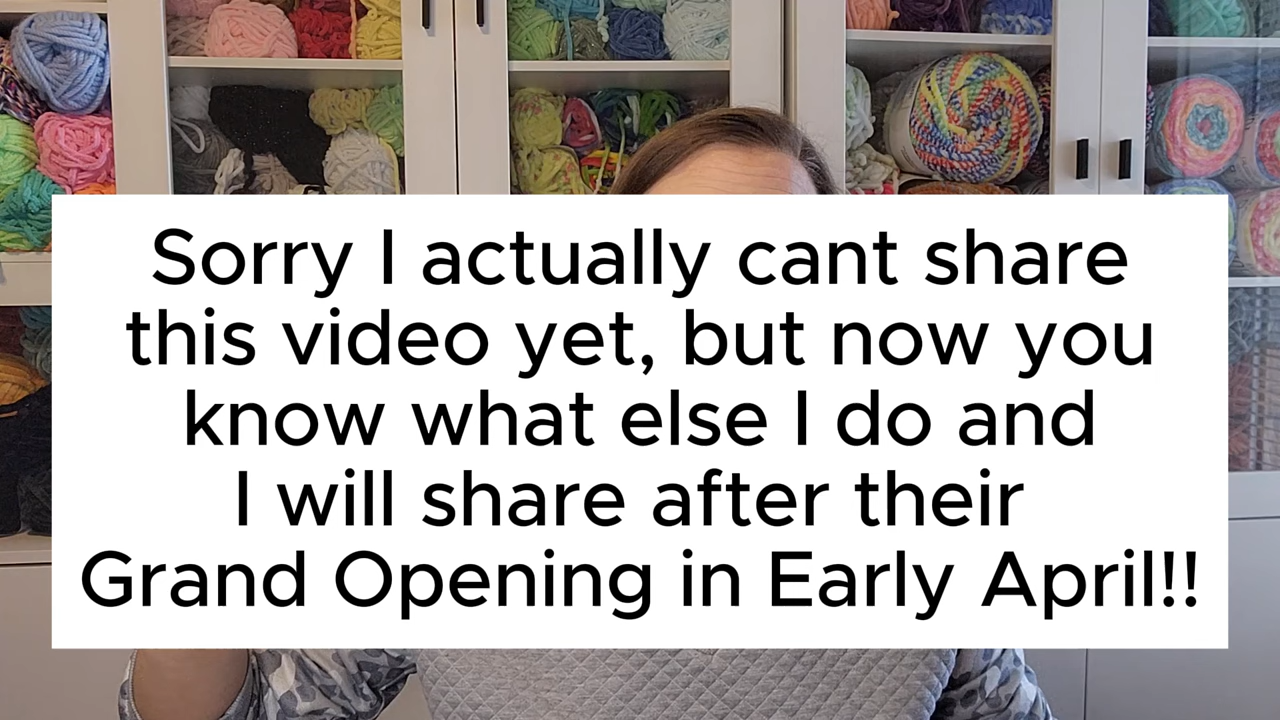 Sorry I actually cant share
this video yet, but now you
know what else I do and
I will share after their
Grand Opening in Early April!!